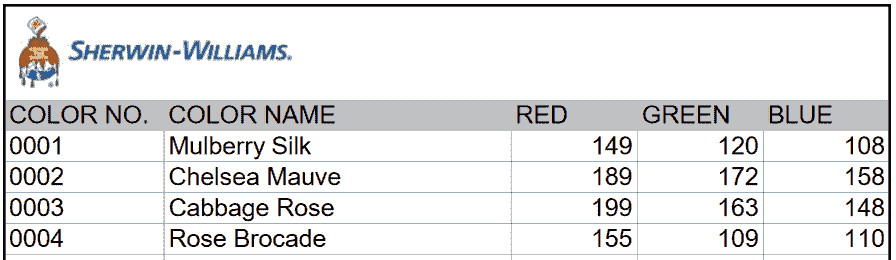 SHERWIN-WILLIAMS.
COLOR NO. COLOR NAME RED GREEN BLUE
0001 Mulberry Silk 149 120 108
0002 Chelsea Mauve 189 172 158
0003 Cabbage Rose 199 163 148
0004 Rose Brocade 155 109 110